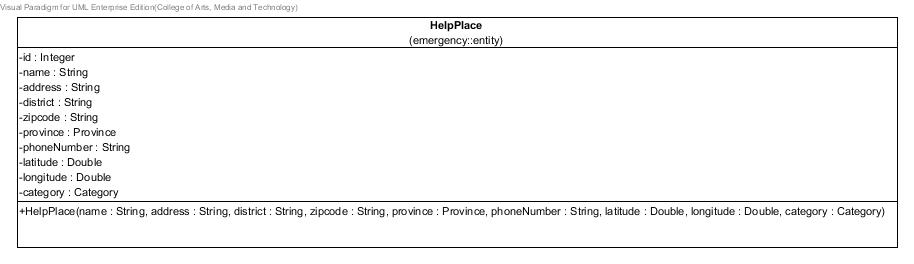 Visual Paradigm for UML Enterprise Edition(College of Arts, Media and Technology)
HelpPlace
(emergency::entity)
-id : Integer
-name : String
-address : String
-district : String
-zipcode : String
-province : Province
-phoneNumber : String
-latitude : Double
-longitude : Double
-category : Category
+HelpPlace(name : String, address : String, district : String, zipcode : String, province : Province, phoneNumber : String, latitude : Double, longitude : Double, category : Category)